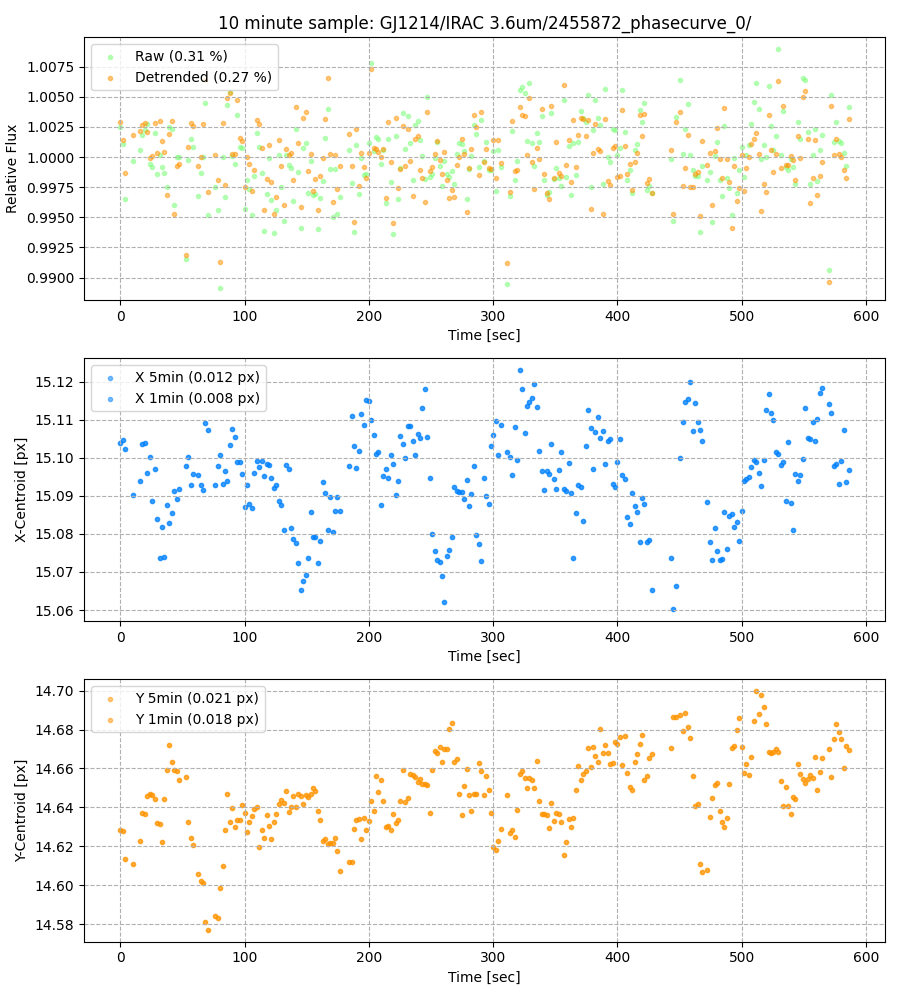 10 minute sample: GJ1214/IRAC 3.6um/2455872_phasecurve_0/
Raw (0.31 %)
Detrended (0.27 %)
Relative Flux
1.0075
1.0050
1.0025
1.0000
0.9975
0.9950
0.9925
0.9900
0 100 200 300 400 500 600
Time [sec]
X 5min (0.012 px)
X 1min (0.008 px)
X-Centroid [px]
15.12
15.11
15.10
15.09
15.08
15.07
15.06
0 100 200 300 400 500 600
Time [sec]
Y 5min (0.021 px)
Y 1min (0.018 px)
Y-Centroid [px]
14.70
14.68
14.66
14.64
14.62
14.60
14.58
0 100 200 300 400 500 600
Time [sec]